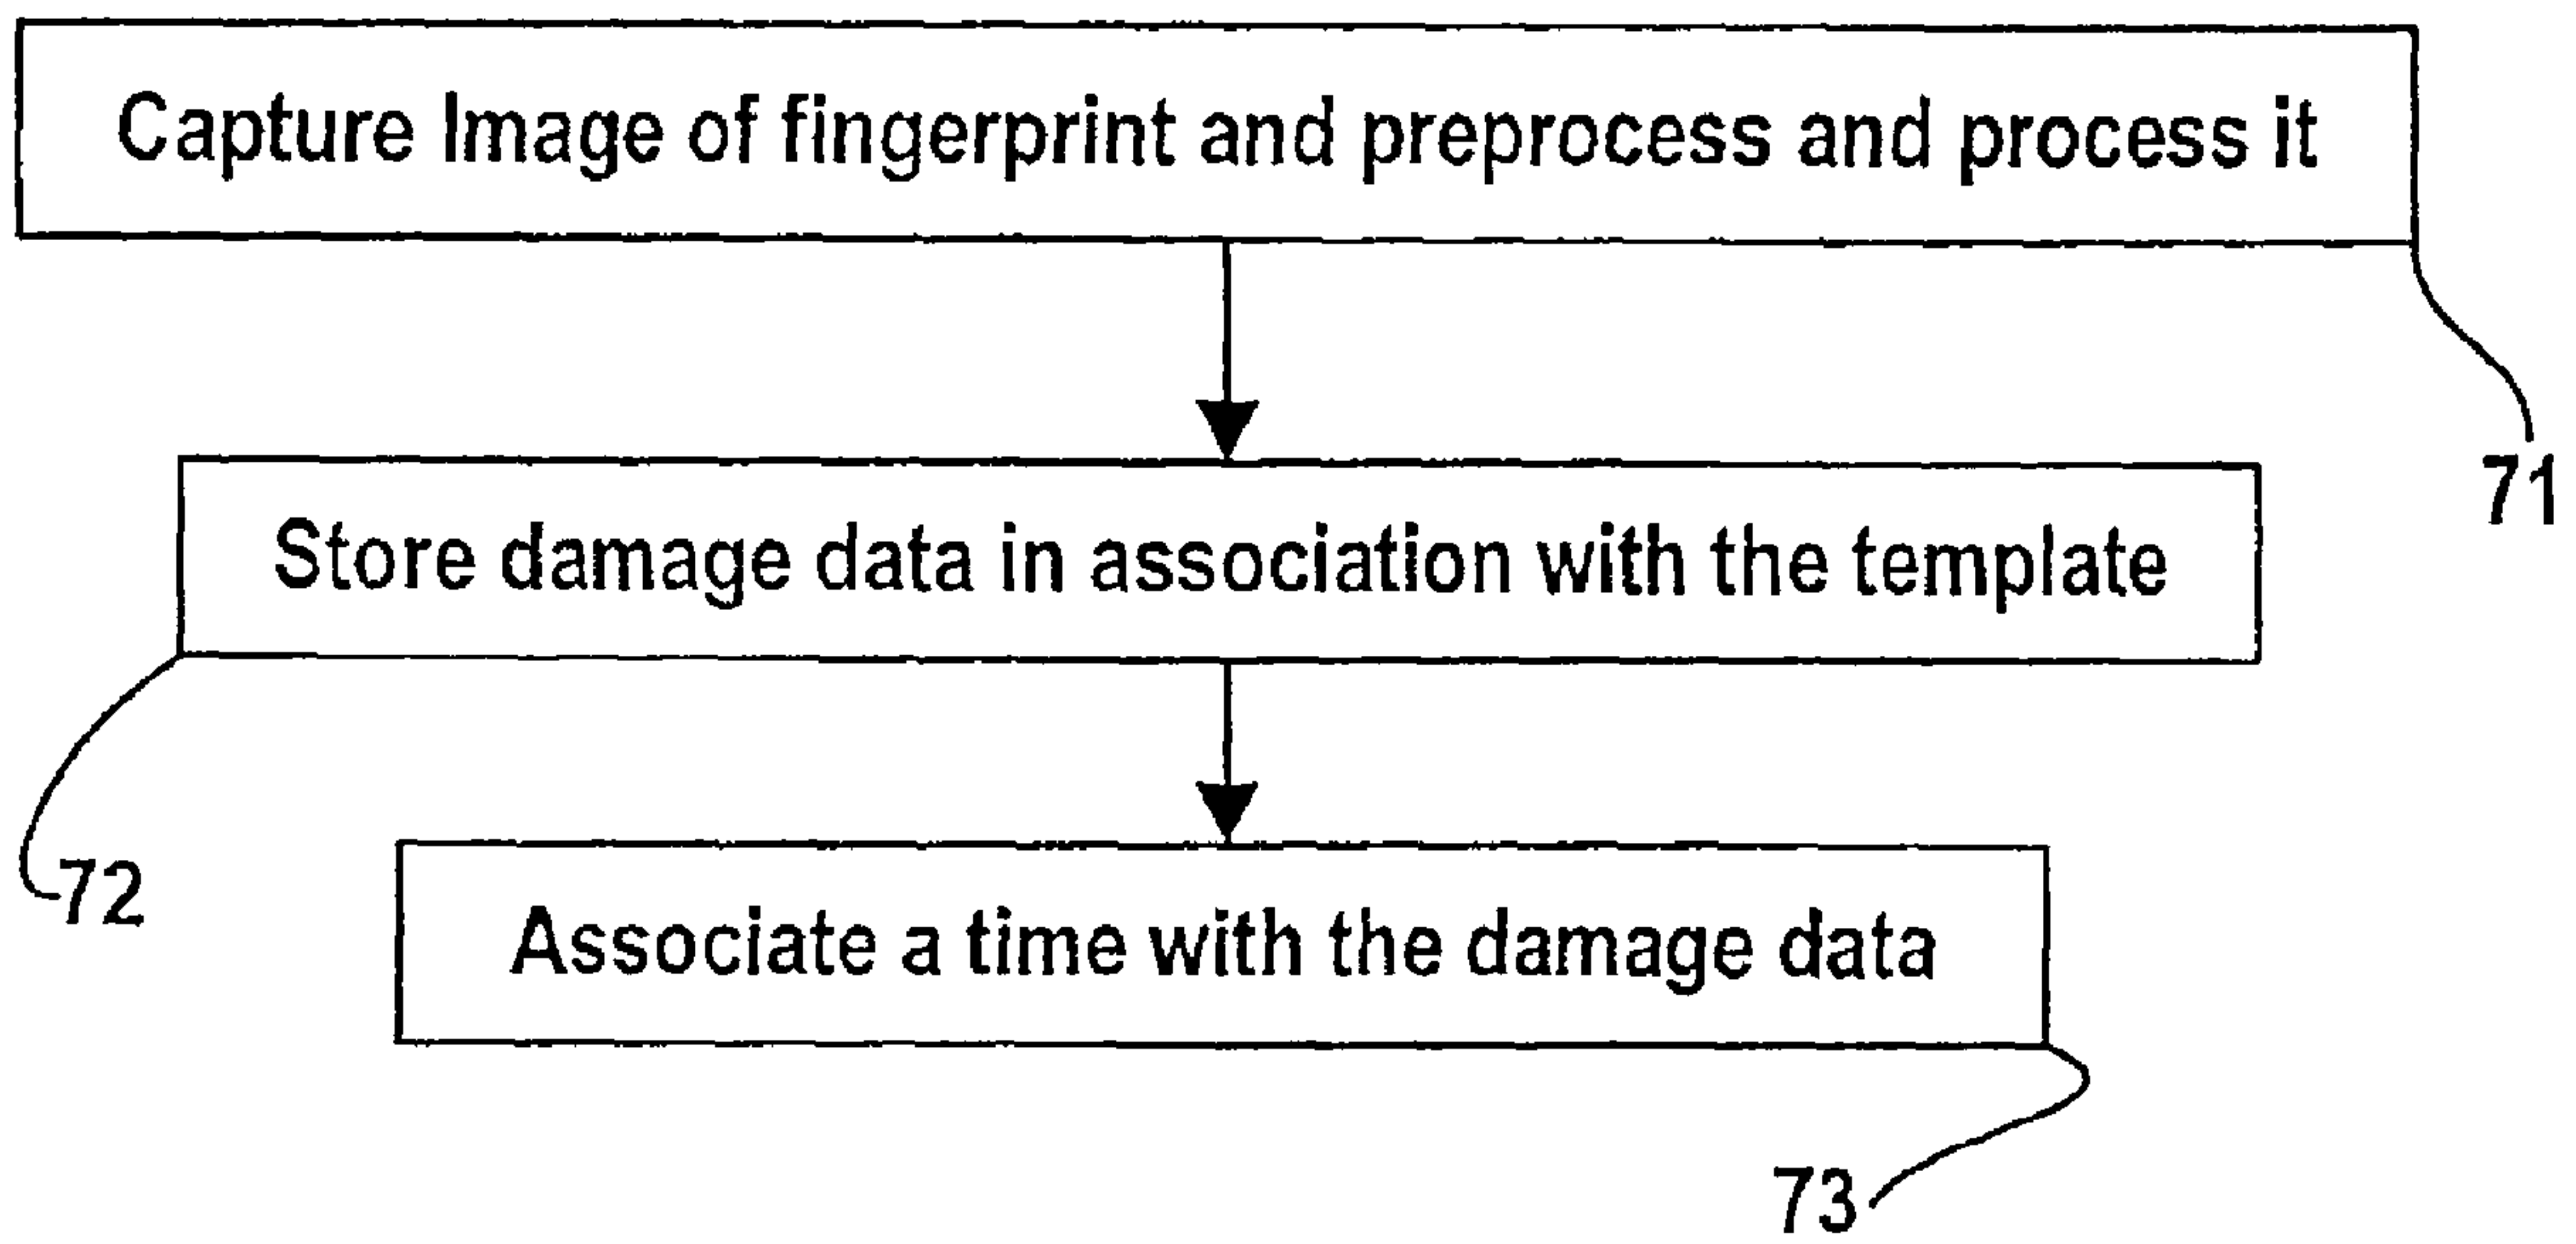 Capture Image of fingerprint and preprocess and process it
71
Store damage data in association with the template
72
Associate a time with the damage data
73